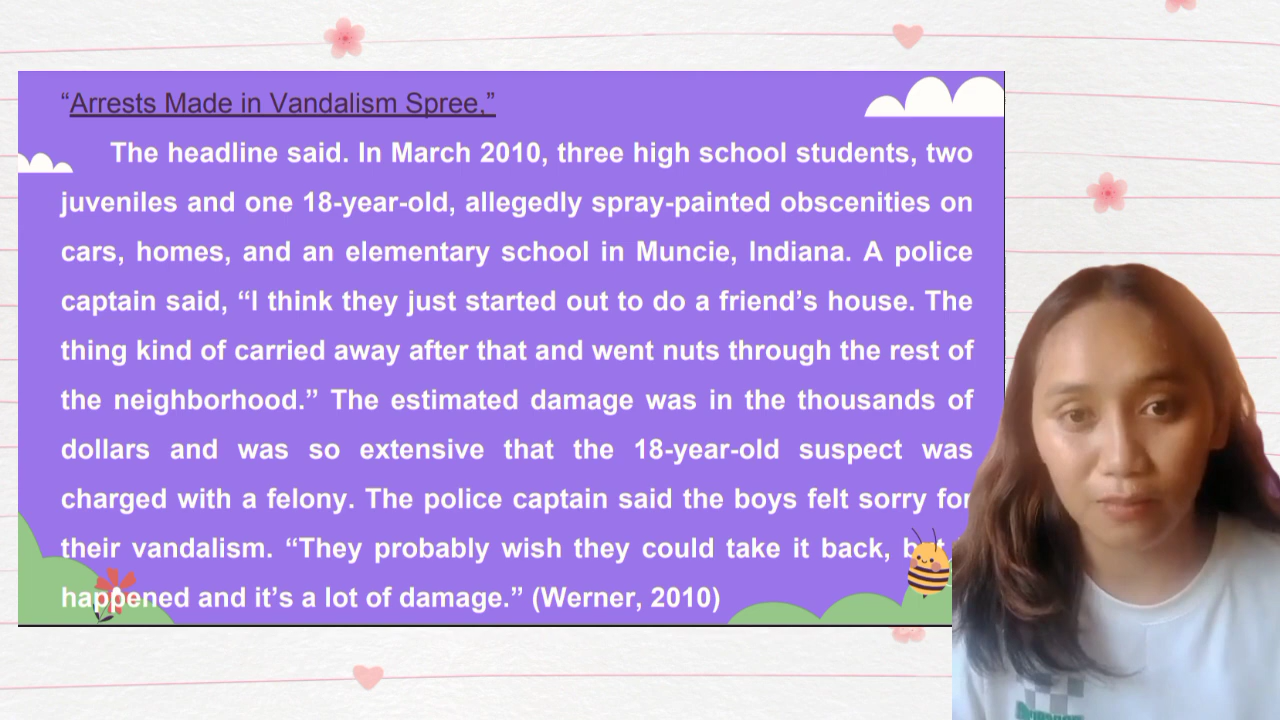 “Arrests Made in Vandalism Spree,”
The headline said. In March 2010, three high school students, two
juveniles and one 18-year-old, allegedly spray-painted obscenities on
cars, homes, and an elementary school in Muncie, Indiana. A police
captain said, “I think they just started out to do a friend’s house. The
thing kind of carried away after that and went nuts through the rest of
the neighborhood.” The estimated damage was in the thousands of
dollars and was so extensive that the 18-year-old suspect was
charged with a felony. The police captain said the boys felt sorry for
their vandalism. “They probably wish they could take it back,
happened and it’s a lot of damage.” (Werner, 2010)